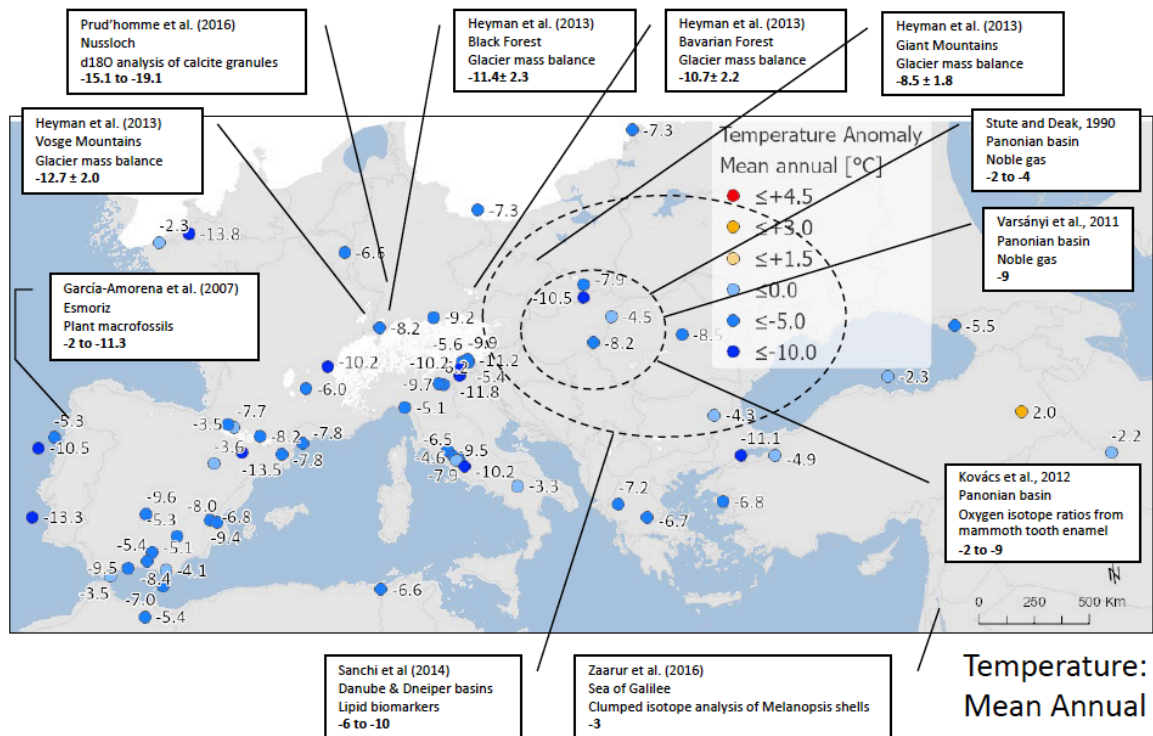 Prud'homme et al. (2016)
Nussloch
d18O analysis of calcite granules
-15.1 to -19.1
Heyman et al. (2013)
Black Forest
Glacier mass balance
-11.4± 2.3
Heyman et al. (2013)
Bavarian Forest
Glacier mass balance
-10.7± 2.2
Heyman et al. (2013)
Giant Mountains
Glacier mass balance
-8.5 ± 1.8
Heyman et al. (2013)
Vosge Mountains
Glacier mass balance
-12.7 ± 2.0
Stute and Deak, 1990
Panonian basin
Noble gas
-2 to -4
Varsányi et al., 2011
Panonian basin
Noble gas
-9
García-Amorena et al. (2007)
Esmoriz
Plant macrofossils
-2 to -11.3
Temperature Anomaly
Mean annual [°C]
≤+4.5
≤+3.0
≤+1.5
≤0.0
≤-5.0
≤-10.0
-7.3
-7.3
-2.3
-13.8
-6.6
-7.9
-10.5
-4.5
-8.2
-8.5
-5.5
-2.3
2.0
-2.2
-9.2
-8.2
-5.6
-9.9
-10.2
-11.2
-5.4
-9.7
-11.8
-10.2
-6.0
-5.1
-7.7
-3.5
-8.2
-7.8
-3.6
-13.5
-7.8
-5.3
-10.5
-13.3
-6.5
-9.5
-4.6
-7.9
-10.2
-3.3
-4.3
-11.1
-4.9
-7.2
-6.7
-6.8
-9.6
-8.0
-5.3
-6.8
-9.4
-5.4
-5.1
-9.5
-4.1
-8.4
-3.5
-7.0
-5.4
-6.6
Kovács et al., 2012
Panonian basin
Oxygen isotope ratios from
mammoth tooth enamel
-2 to -9
N
0 250 500 Km
Sanchi et al (2014)
Danube & Dneiper basins
Lipid biomarkers
-6 to -10
Zaarur et al. (2016)
Sea of Galilee
Clumped isotope analysis of Melanopsis shells
-3
Temperature:
Mean Annual